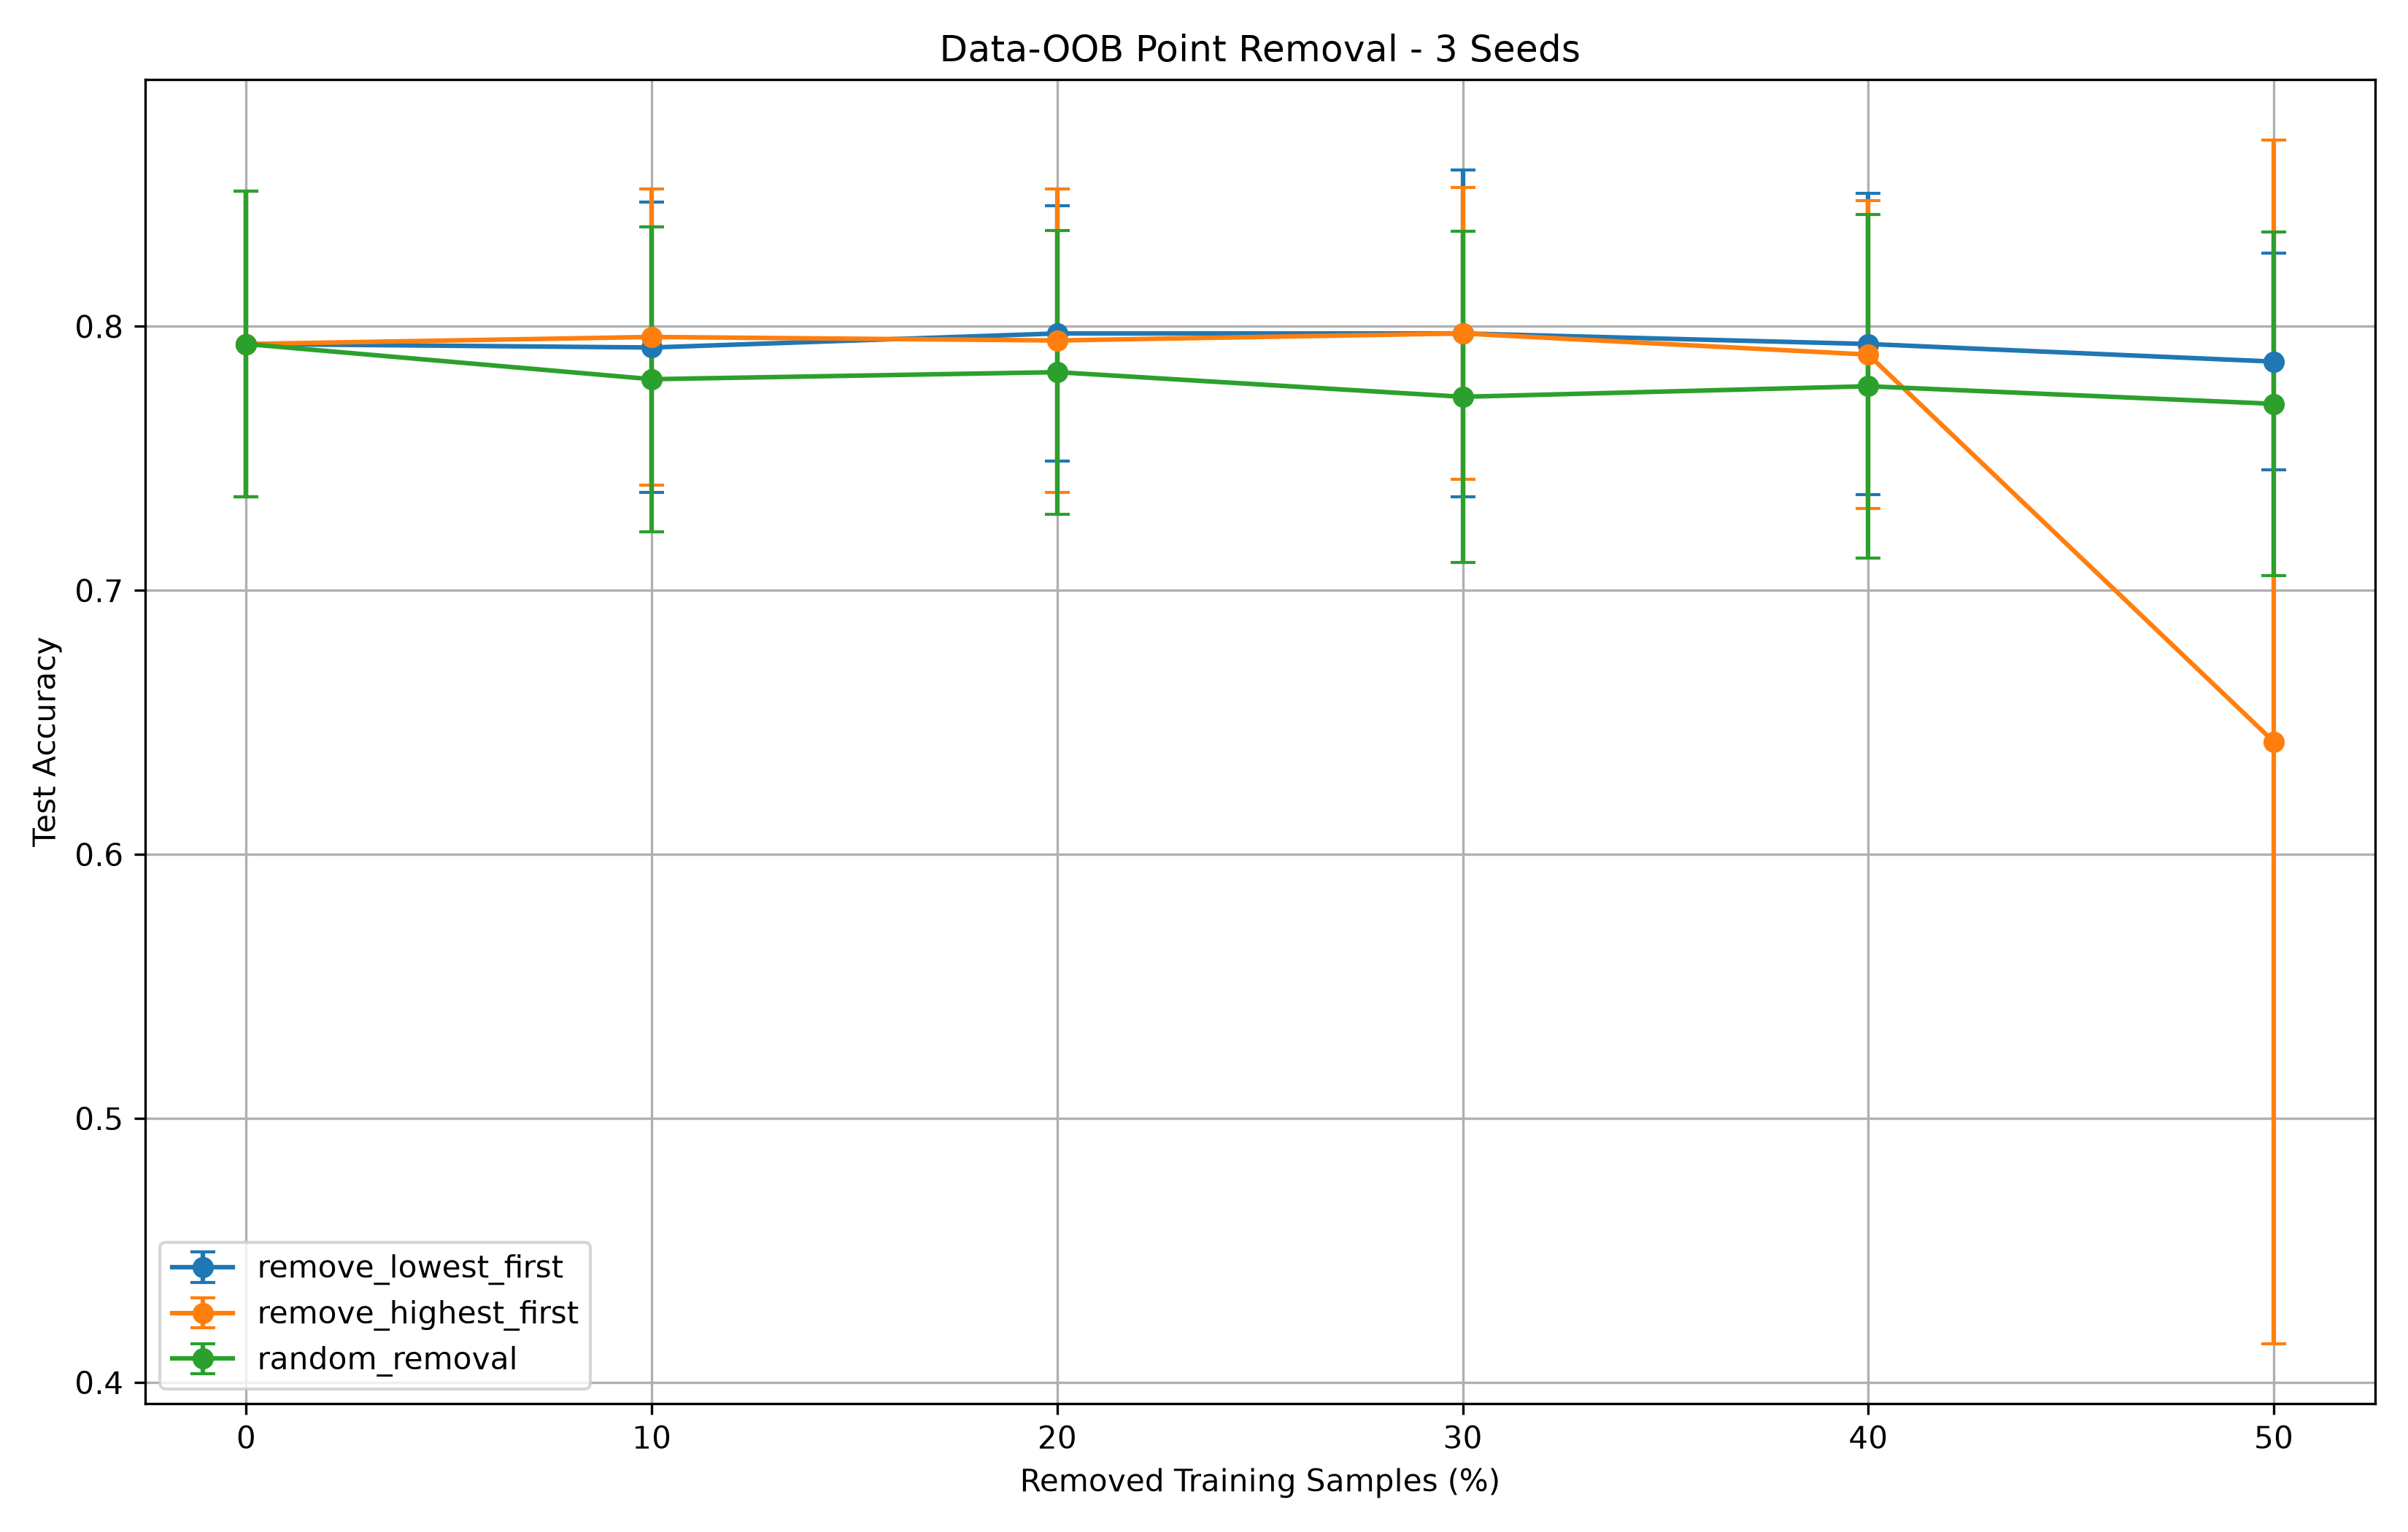 Data-OOB Point Removal - 3 Seeds
Test Accuracy
0.8
0.7
0.6
0.5
0.4
remove_lowest_first
remove_highest_first
random_removal
0 10 20 30 40 50
Removed Training Samples (%)